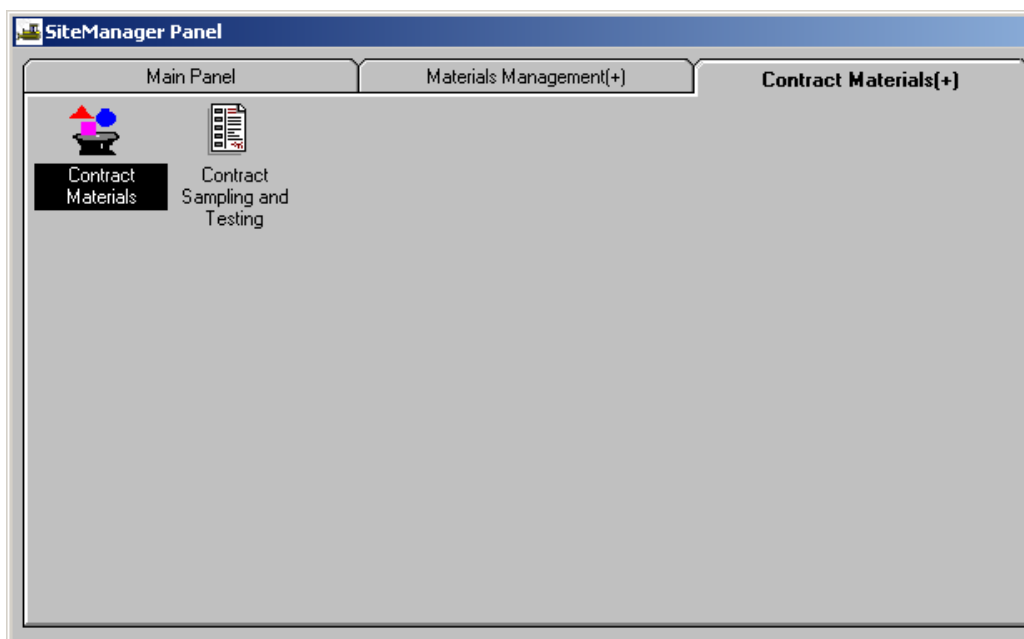 SiteManager Panel
Main Panel
Materials Management(+)
Contract Materials(+)
Contract
Materials
Contract
Sampling and
Testing